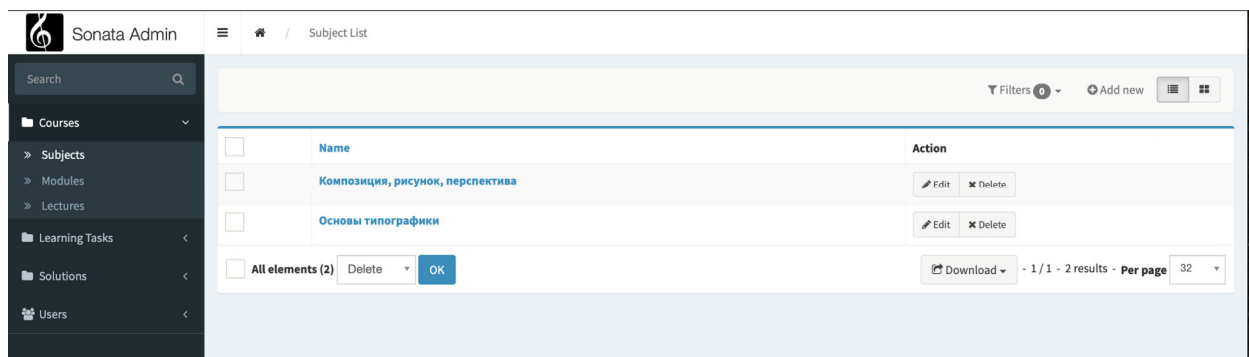 Sonata Admin
/ Subject List
Search
Filters 0
Add new
Courses
» Subjects
» Modules
» Lectures
Learning Tasks
Solutions
Users
Name Action
Композиция, рисунок, перспектива Edit Delete
Основы типографики Edit Delete
All elements (2) Delete OK Download - 1 / 1 - 2 results - Per page 32